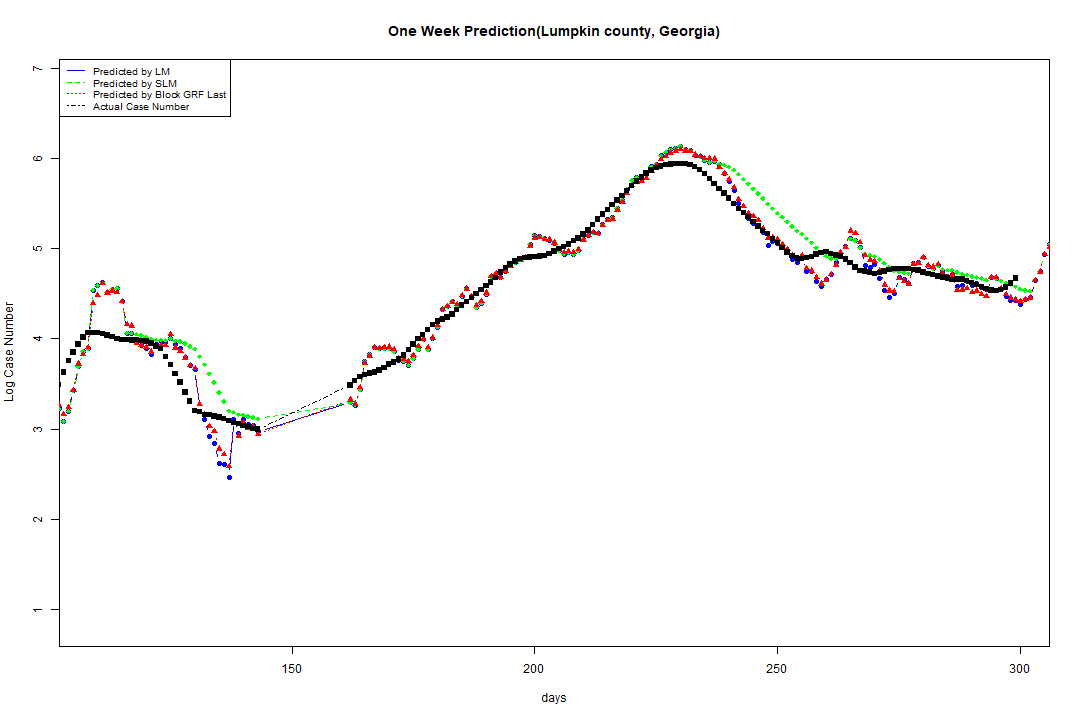 One Week Prediction(Lumpkin county, Georgia)
Predicted by LM
Predicted by SLM
Predicted by Block GRF Last
Actual Case Number
7
6
5
4
3
2
1
Log Case Number
150
200
250
300
days